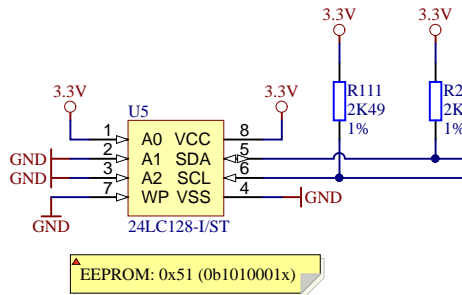 3.3V
3.3V
3.3V
3.3V
R111
2K49
1%
R2
2K
1%
U5
1 A0 VCC 8
GND 2 A1 SDA 5
GND 3 A2 SCL 6
7 WP VSS 4 GND
GND
24LC128-I/ST
EEPROM: 0x51 (0b1010001x)